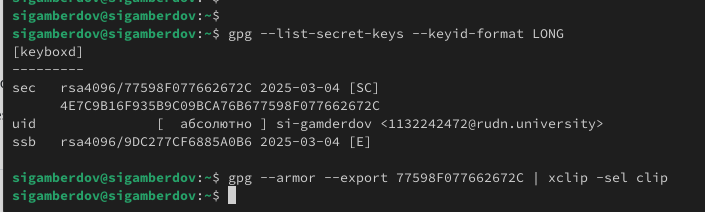 sigamberdov@sigamberdov:~$
sigamberdov@sigamberdov:~$
sigamberdov@sigamberdov:~$ gpg --list-secret-keys --keyid-format LONG
[keyboxd]
---------
sec   rsa4096/77598F077662672C 2025-03-04 [SC]
      4E7C9B16F935B9C09BCA76B677598F077662672C
uid              [  абсолютно ] si-gamderdov <1132242472@rudn.university>
ssb   rsa4096/9DC277CF6885A0B6 2025-03-04 [E]
sigamberdov@sigamberdov:~$ gpg --armor --export 77598F077662672C | xclip -sel clip
sigamberdov@sigamberdov:~$